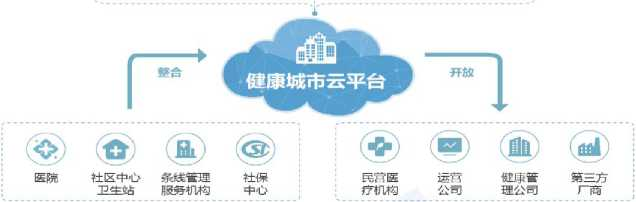 整合
健康城市云平台
开放
医院
社区中心
卫生站
条线管理
服务机构
社保
中心
民营医
疗机构
运营
公司
健康管
理公司
第三方
厂商